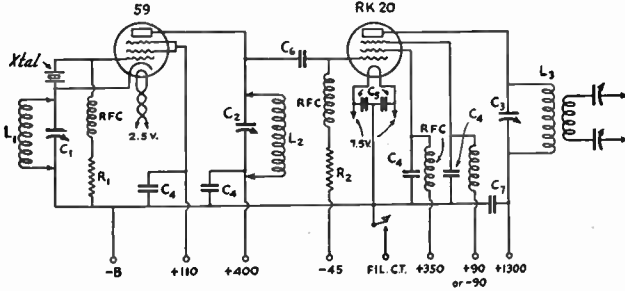 59
RK 20
Xtal
C6
L3
L1
C1
RFC
2.5 V.
C2
L2
RFC
C5
7.5 V.
C4
RFC
C4
C3
R1
C4
C4
R2
C7
-B
+110
+400
-45
FIL. C.T.
+350
+90
or -90
+1300